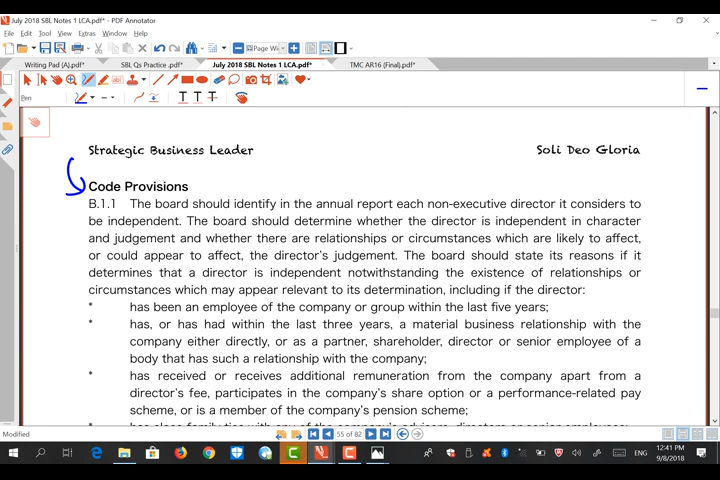 July 2018 SBL Notes 1 LCA.pdf* - PDF Annotator
File Edit Tool Extras Window Help
Page Wi
Writing Pad (A).pdf* SBL Qs Practice .pdf* July 2018 SBL Notes 1 LCA.pdf* TMC AR16 (Final).pdf*
Pen
T T T
Strategic Business Leader Soli Deo Gloria
Code Provisions
B.1.1 The board should identify in the annual report each non-executive director it considers to
be independent. The board should determine whether the director is independent in character
and judgement and whether there are relationships or circumstances which are likely to affect,
or could appear to affect, the director's judgement. The board should state its reasons if it
determines that a director is independent notwithstanding the existence of relationships or
circumstances which may appear relevant to its determination, including if the director:
* has been an employee of the company or group within the last five years;
* has, or has had within the last three years, a material business relationship with the
company either directly, or as a partner, shareholder, director or senior employee of a
body that has such a relationship with the company;
* has received or receives additional remuneration from the company apart from a
director's fee, participates in the company's share option or a performance-related pay
scheme, or is a member of the company's pension scheme;
Modified 55 of 82
ENG 12:41 PM
9/8/2018